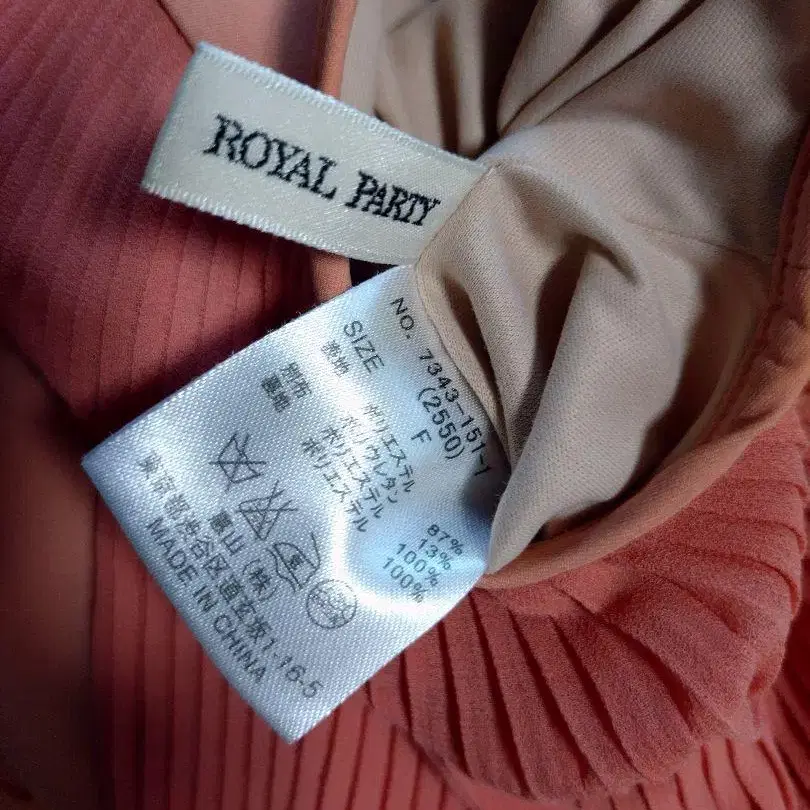 ROYAL PARTY
NO. 7343-151-1
(2550)
SIZE F
表地 ポリエステル 87%
ポリウレタン 13%
別布 ポリエステル 100%
裏地 ポリエステル 100%
(株)
東京都渋谷区道玄坂1-16-5
MADE IN CHINA